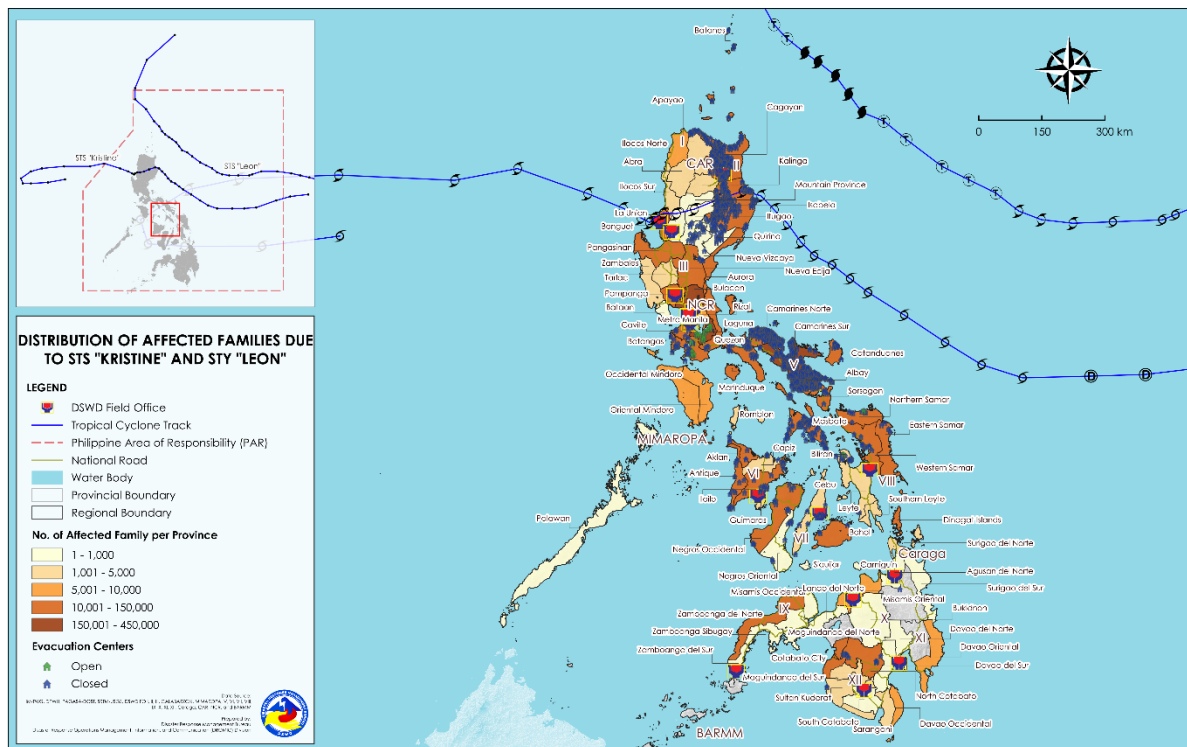 STS "Kristine"
STS "Leon"
DISTRIBUTION OF AFFECTED FAMILIES DUE
TO STS "KRISTINE" AND STY "LEON"
LEGEND
DSWD Field Office
Tropical Cyclone Track
Philippine Area of Responsibility (PAR)
National Road
Water Body
Provincial Boundary
Regional Boundary
No. of Affected Family per Province
1 - 1,000
1,001 - 5,000
5,001 - 10,000
10,001 - 150,000
150,001 - 450,000
Evacuation Centers
Open
Closed
Data Source:
Prepared by:
Disaster Response Management Bureau
DSWD
0 150 300 km
Batanes
Apayao
Cagayan
Ilocos Norte
I
CAR
II
Abra
Kalinga
Ilocos Sur
Mountain Province
Isabela
La Union
Ifugao
Benguet
Quirino
Pangasinan
Nueva Vizcaya
Zambales
III
Nueva Ecija
Tarlac
Aurora
Pampanga
Bulacan
Bataan
NCR
Rizal
Metro Manila
Camarines Norte
Cavite
Laguna
Camarines Sur
Batangas
Quezon
Catanduanes
V
Occidental Mindoro
Marinduque
Albay
Sorsogon
Oriental Mindoro
Romblon
Northern Samar
Masbate
Eastern Samar
MIMAROPA
Capiz
Aklan
Biliran
Western Samar
Antique
VI
Cebu
VIII
Iloilo
Leyte
Southern Leyte
Palawan
Guimaras
Dinagat Islands
Bohol
VII
Negros Occidental
Surigao del Norte
Caraga
Siquijor
Camiguin
Agusan del Norte
Negros Oriental
Surigao del Sur
Misamis Occidental
Lanao del Norte
Misamis Oriental
Zamboanga del Norte
IX
Bukidnon
X
Zamboanga Sibugay
Maguindanao del Norte
Davao del Norte
XI
Zamboanga del Sur
Cotabato City
Davao Oriental
Davao del Sur
Maguindanao del Sur
XII
North Cotabato
Sultan Kudarat
South Cotabato
Davao Occidental
Sarangani
BARMM